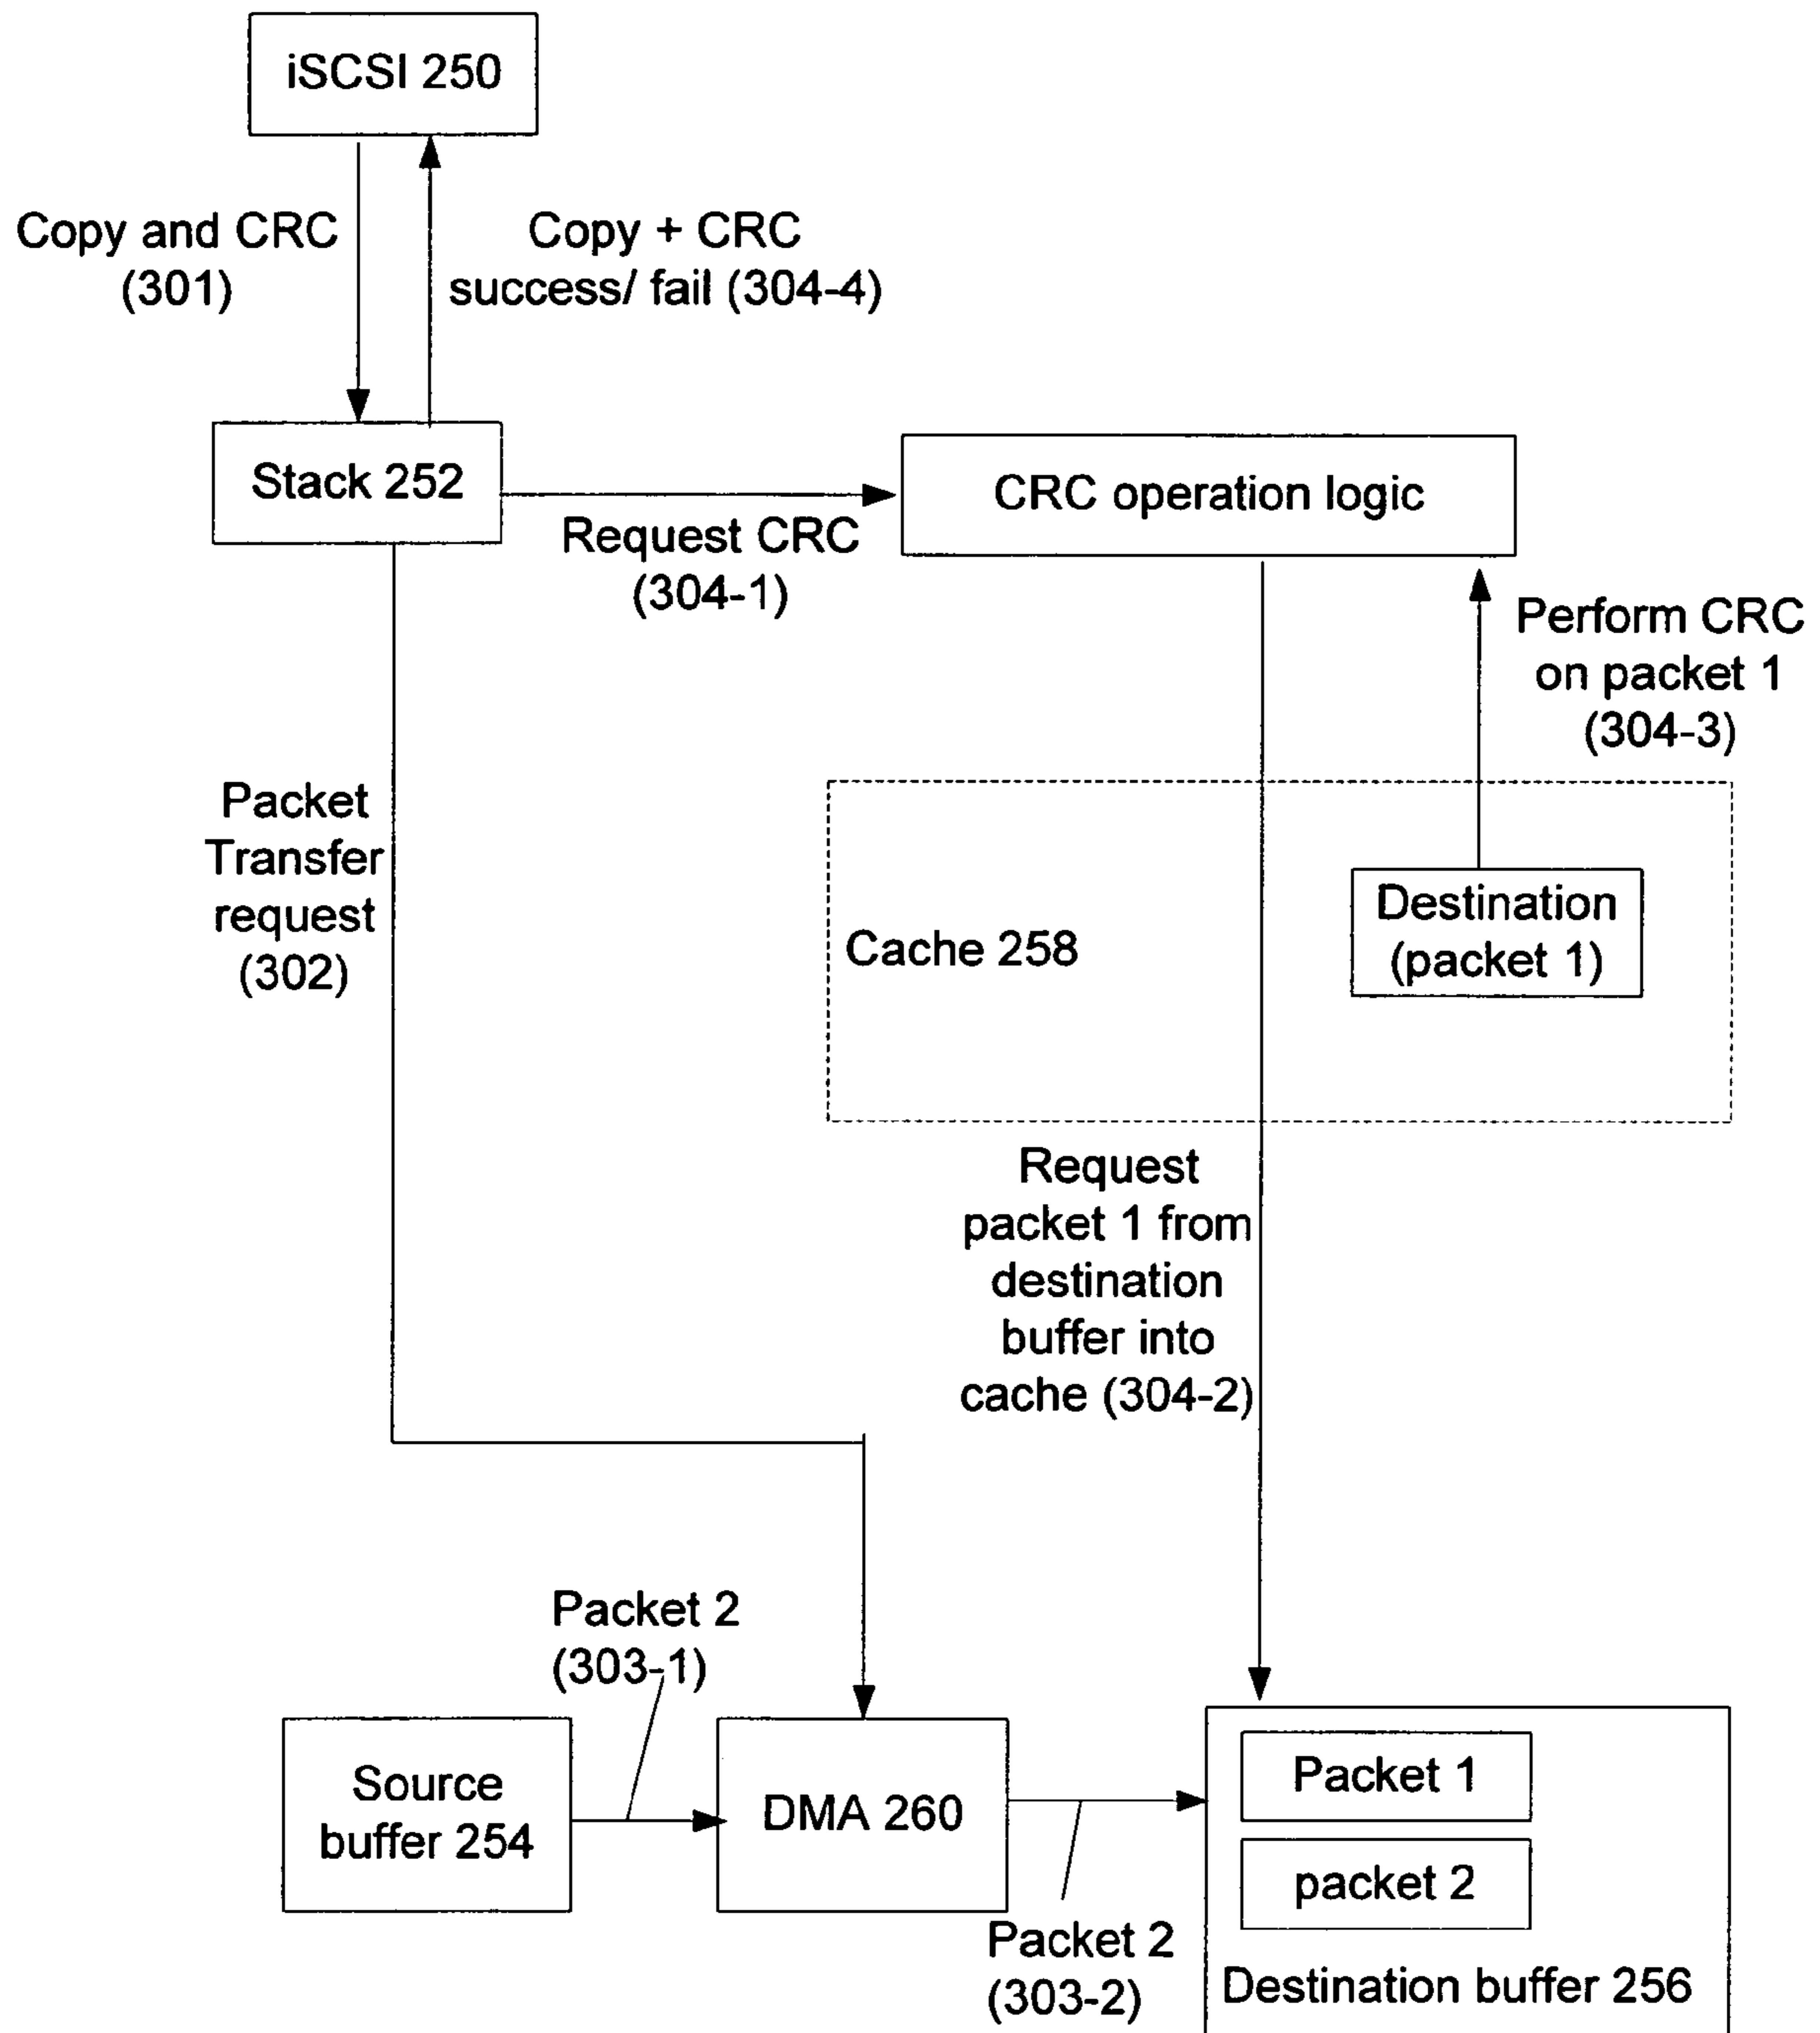 iSCSI 250
Copy and CRC
(301)
Copy + CRC
success/ fail (304-4)
Stack 252
CRC operation logic
Request CRC
(304-1)
Perform CRC
on packet 1
(304-3)
Packet
Transfer
request
(302)
Cache 258
Destination
(packet 1)
Request
packet 1 from
destination
buffer into
cache (304-2)
Packet 2
(303-1)
Source
buffer 254
DMA 260
Packet 1
packet 2
Packet 2
(303-2)
Destination buffer 256